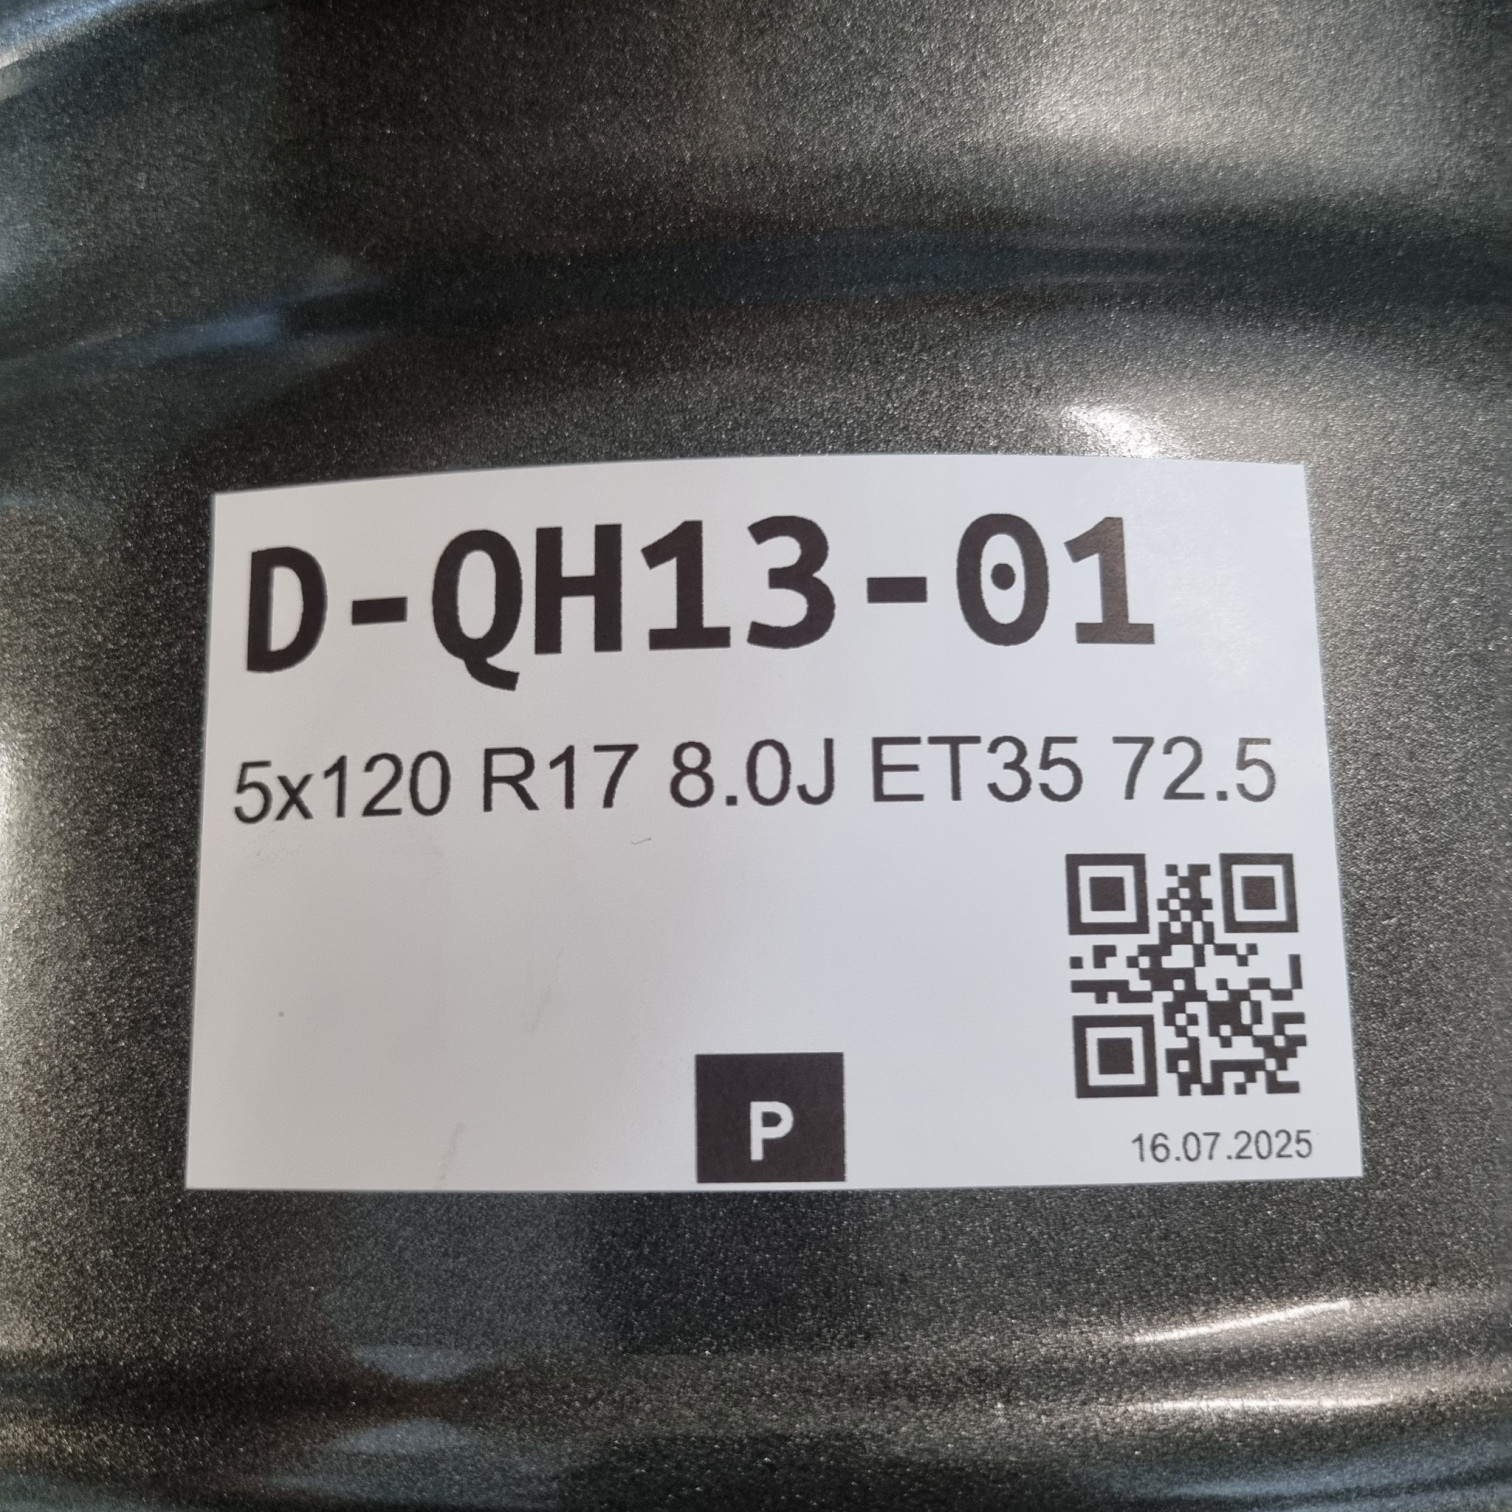 D-QH13-01
5x120 R17 8.0J ET35 72.5
P
16.07.2025